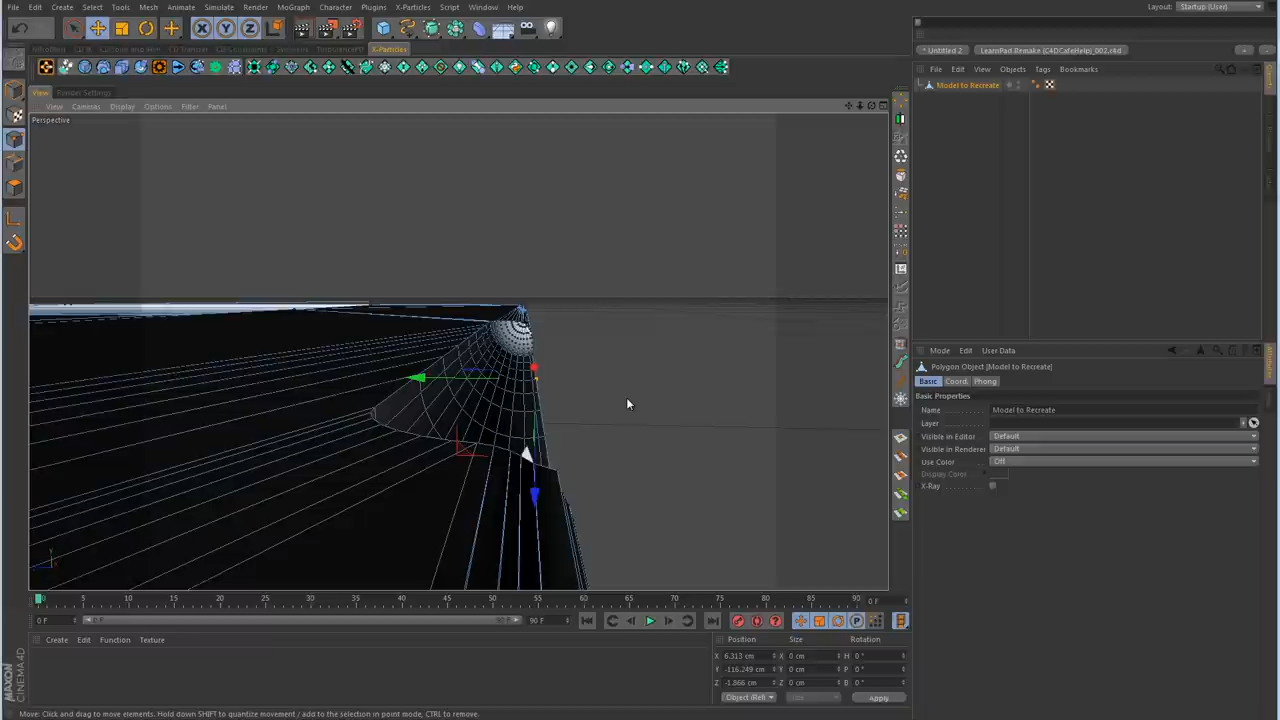 File Edit Create Select Tools Mesh Animate Simulate Render MoGraph Character Plugins X-Particles Script Window Help
Layout: Startup (User)
X-Particles
* Untitled 2 LearnPad Remake (C4DCafeHelp)_002.c4d
File Edit View Objects Tags Bookmarks
Model to Recreate
View Render Settings
View Cameras Display Options Filter Panel
Perspective
Mode Edit User Data
Polygon Object [Model to Recreate]
Basic Coord. Phong
Basic Properties
Name Model to Recreate
Layer
Visible in Editor Default
Visible in Renderer Default
Use Color Off
Display Color
X-Ray
0 5 10 15 20 25 30 35 40 45 50 55 60 65 70 75 80 85 90 0 F
0 F 0 F 90 F 90 F
Create Edit Function Texture
Position Size Rotation
X 6.313 cm X 0 cm H 0 °
Y -116.249 cm Y 0 cm P 0 °
Z -1.866 cm Z 0 cm B 0 °
Object (Rel) Apply
MAXON CINEMA4D
Move: Click and drag to move elements. Hold down SHIFT to quantize movement / add to the selection in point mode, CTRL to remove.